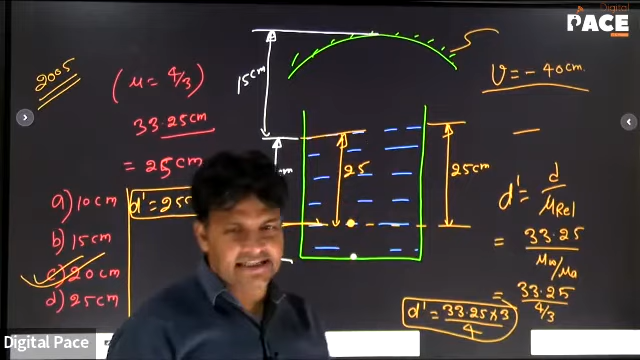 Digital
PACE
2005
(μ = 4/3)
33.25cm
= 25cm
a) 10cm
b) 15cm
c) 20cm
d) 25cm
15cm
25
25cm
V = - 40cm.
d' = d / μRel
= 33.25 / μw/μa
= 33.25 / 4/3
d' = 33.25×3 / 4
Digital Pace